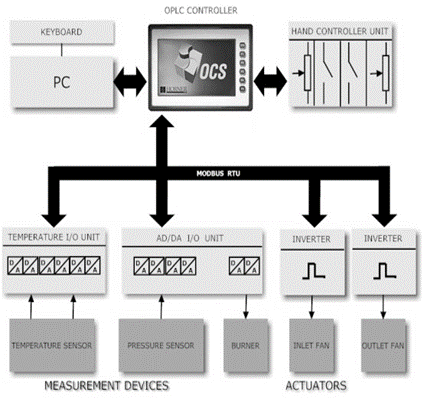 OPLC CONTROLLER
KEYBOARD
HAND CONTROLLER UNIT
PC
OCS
HORNER
MODBUS RTU
TEMPERATURE I/O UNIT
AD/DA I/O UNIT
INVERTER
INVERTER
D A D A D A D A D A D A
D A D A D A D A
D A D A
TEMPERATURE SENSOR
PRESSURE SENSOR
BURNER
INLET FAN
OUTLET FAN
MEASUREMENT DEVICES
ACTUATORS